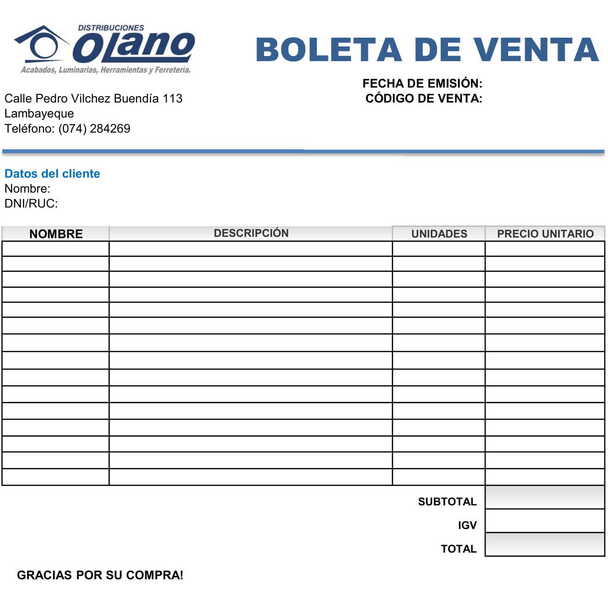 DISTRIBUCIONES
OLANO
Acabados, Luminarias, Herramientas y Ferretería.
BOLETA DE VENTA
FECHA DE EMISIÓN:
CÓDIGO DE VENTA:
Calle Pedro Vilchez Buendía 113
Lambayeque
Teléfono: (074) 284269
Datos del cliente
Nombre:
DNI/RUC:
NOMBRE DESCRIPCIÓN UNIDADES PRECIO UNITARIO
SUBTOTAL
IGV
TOTAL
GRACIAS POR SU COMPRA!